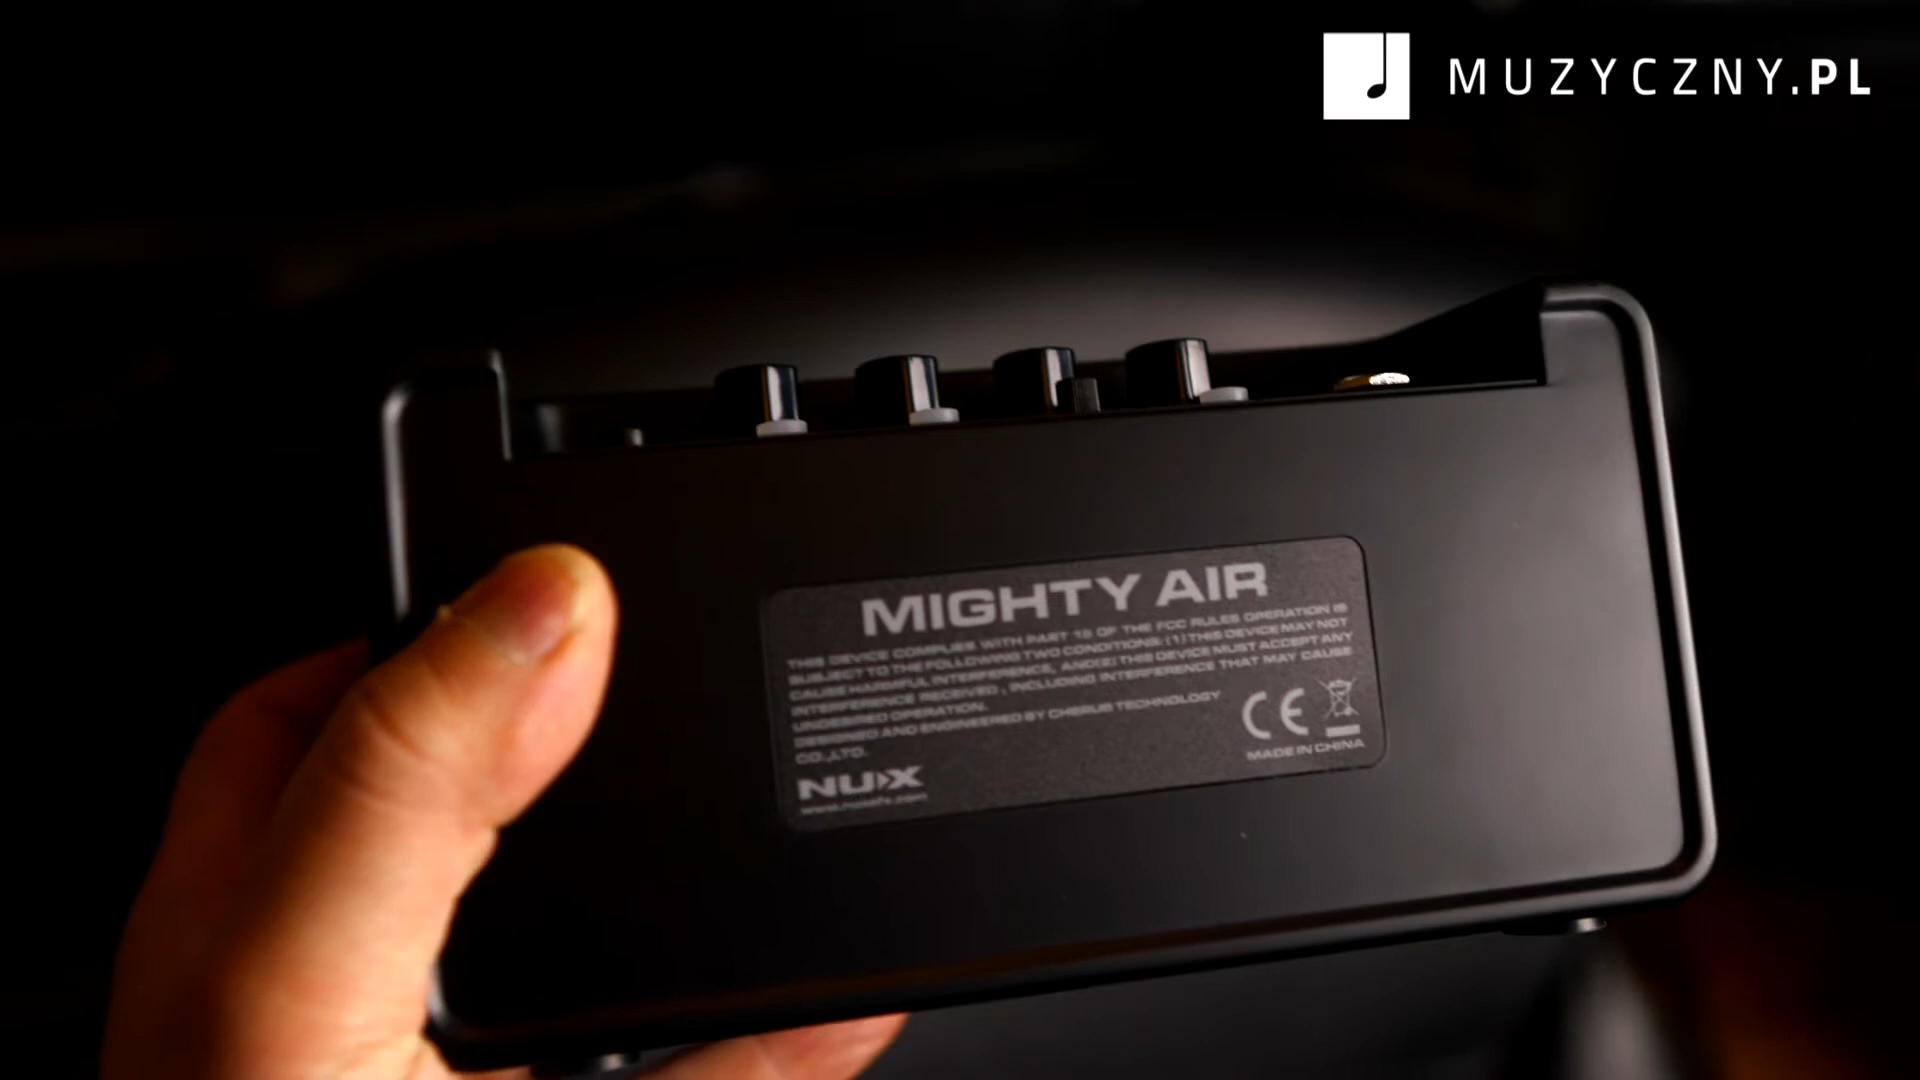 MUZYCZNY.PL
MIGHTY AIR
THIS DEVICE COMPLIES WITH PART 15 OF THE FCC RULES OPERATION IS
SUBJECT TO THE FOLLOWING TWO CONDITIONS: (1) THIS DEVICE MAY NOT
CAUSE HARMFUL INTERFERENCE, AND(2) THIS DEVICE MUST ACCEPT ANY
INTERFERENCE RECEIVED , INCLUDING INTERFERENCE THAT MAY CAUSE
UNDESIRED OPERATION.
DESIGNED AND ENGINEERED BY CHERUB TECHNOLOGY
CO.,LTD.
CE
MADE IN CHINA
NUX
www.nuxefx.com